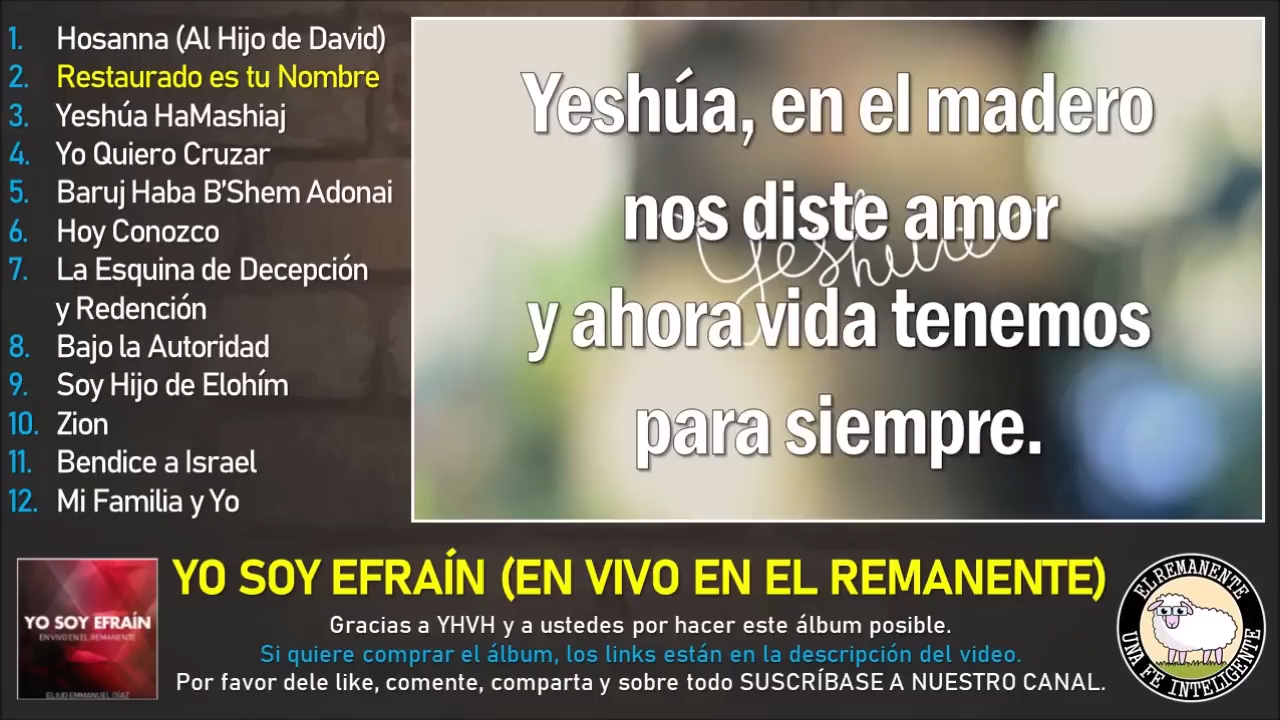 1. Hosanna (Al Hijo de David)
2. Restaurado es tu Nombre
3. Yeshúa HaMashiaj
4. Yo Quiero Cruzar
5. Baruj Haba B'Shem Adonai
6. Hoy Conozco
7. La Esquina de Decepción
y Redención
8. Bajo la Autoridad
9. Soy Hijo de Elohím
10. Zion
11. Bendice a Israel
12. Mi Familia y Yo
Yeshúa, en el madero
nos diste amor
y ahora vida tenemos
para siempre.
Yeshua
YO SOY EFRAÍN (EN VIVO EN EL REMANENTE)
Gracias a YHVH y a ustedes por hacer este álbum posible.
Si quiere comprar el álbum, los links están en la descripción del video.
Por favor dele like, comente, comparta y sobre todo SUSCRÍBASE A NUESTRO CANAL.
YO SOY EFRAÍN
EN VIVO EN EL REMANENTE
ELIUD EMMANUEL DÍAZ
EL REMANENTE
UNA FE INTELIGENTE